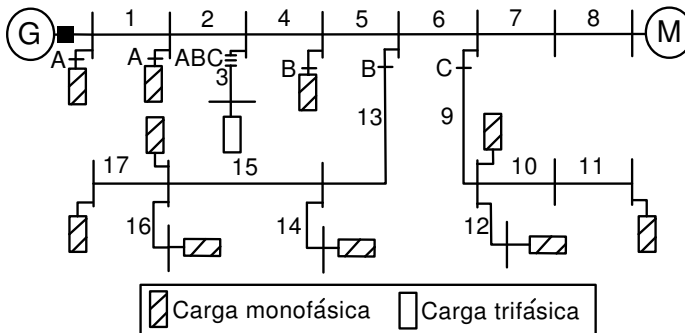 G 1 2 4 5 6 7 8 M
A A ABC B B C
3
13 9
17 15 10 11
16 14 12
Carga monofásica Carga trifásica